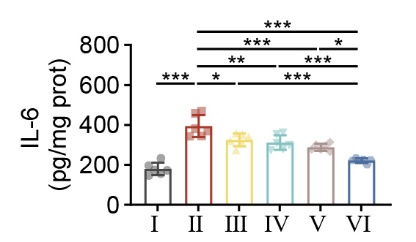 ***
*** *
** ***
*** * ***
800
600
400
200
0
IL-6
(pg/mg prot)
I II III IV V VI